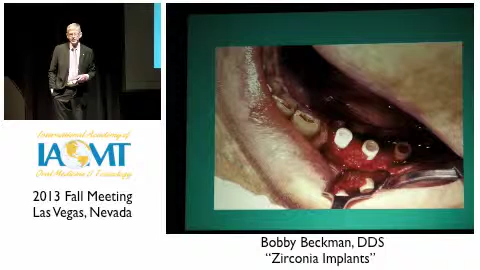 International Academy of
IAOMT
Oral Medicine & Toxicology
2013 Fall Meeting
Las Vegas, Nevada
Bobby Beckman, DDS
"Zirconia Implants"